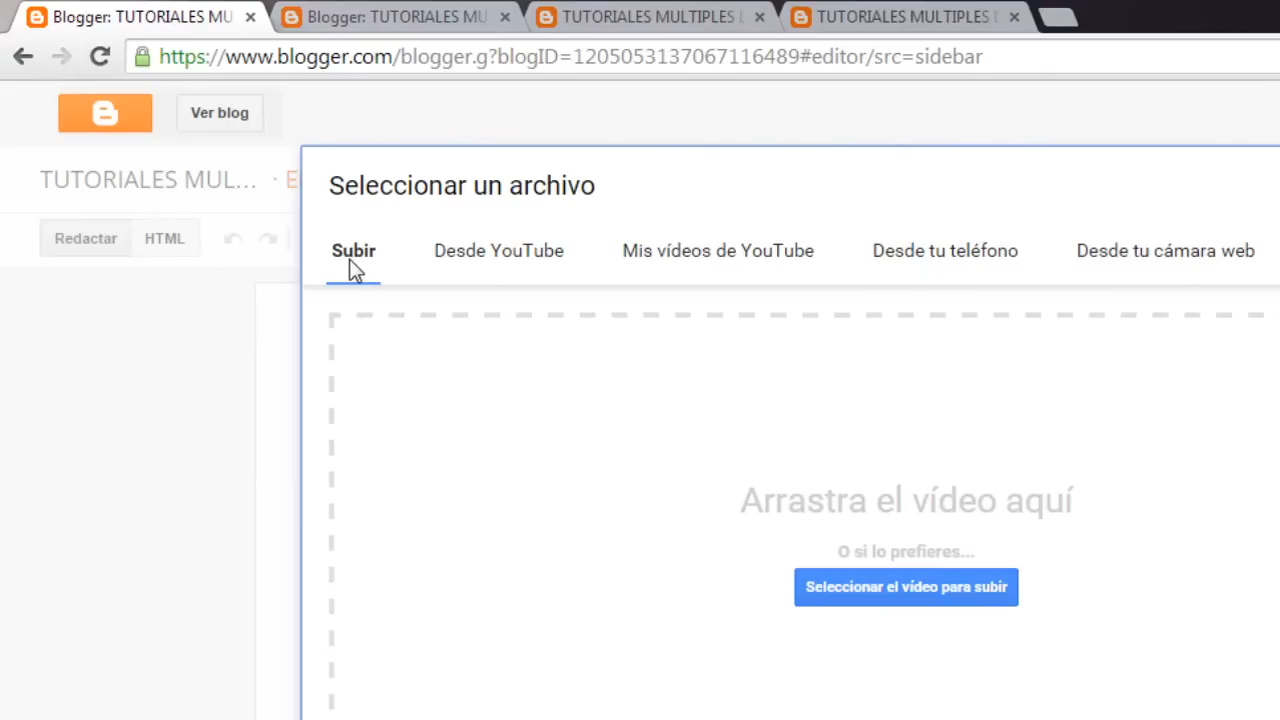 Blogger: TUTORIALES MU
Blogger: TUTORIALES MU
TUTORIALES MULTIPLES
TUTORIALES MULTIPLES
https://www.blogger.com/blogger.g?blogID=1205053137067116489#editor/src=sidebar
Ver blog
TUTORIALES MUL... · E
Seleccionar un archivo
Redactar
HTML
Subir
Desde YouTube
Mis vídeos de YouTube
Desde tu teléfono
Desde tu cámara web
Arrastra el vídeo aquí
O si lo prefieres...
Seleccionar el vídeo para subir